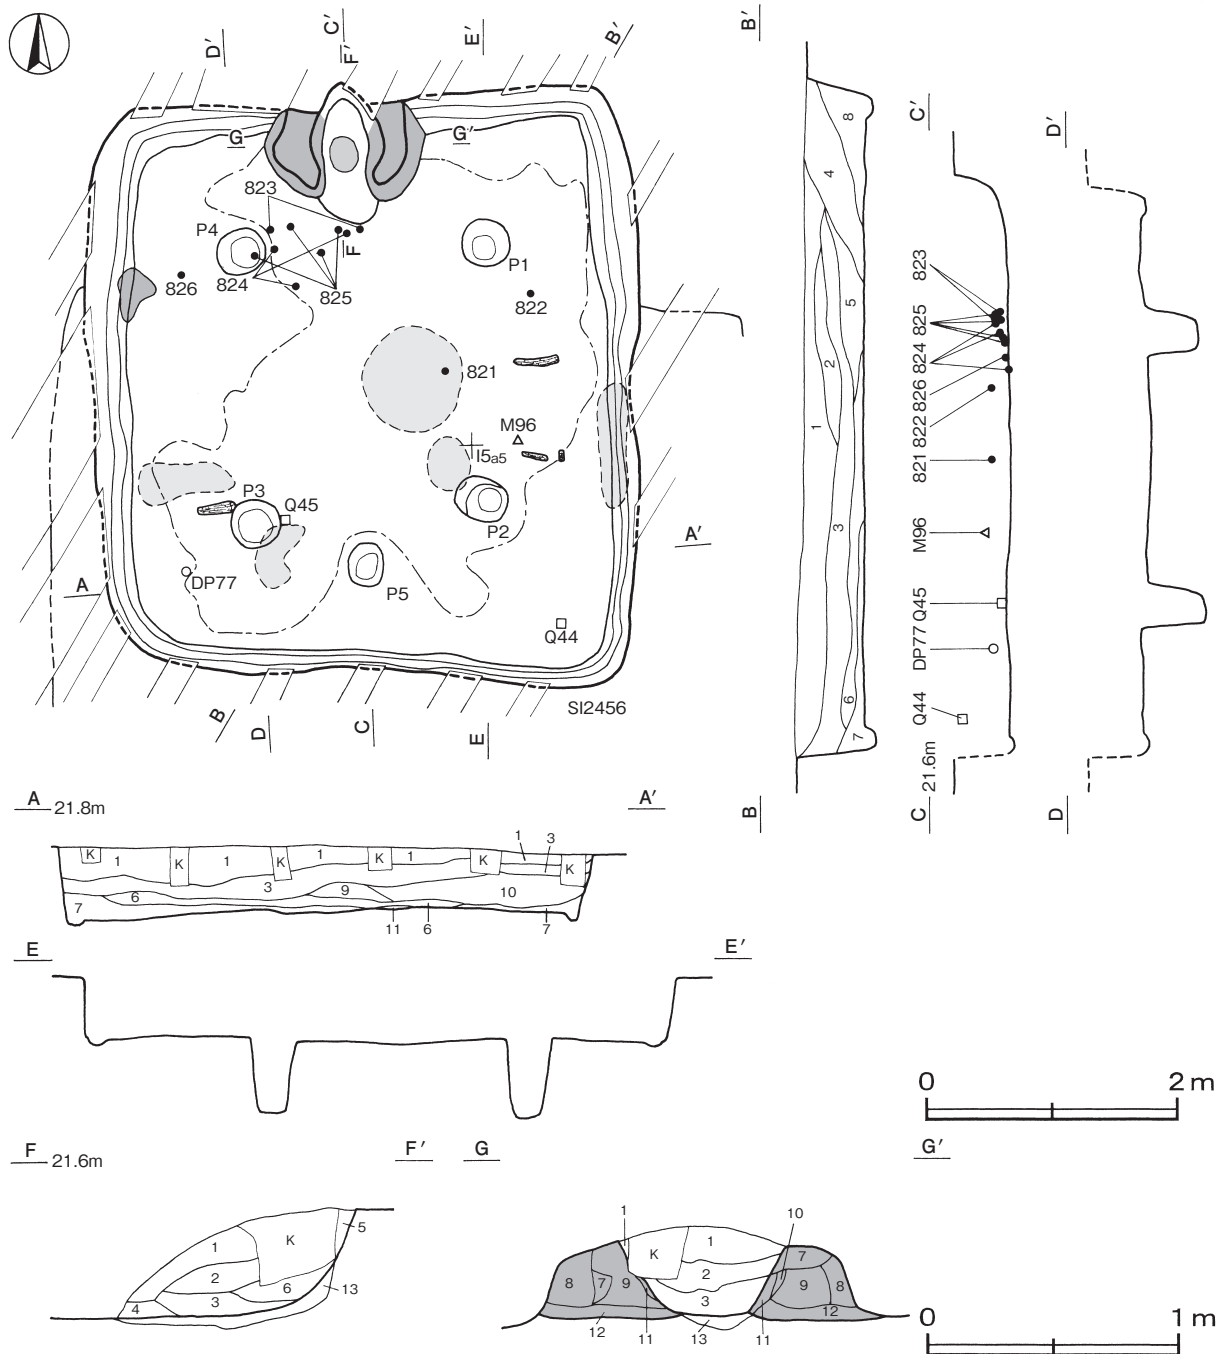 D′
C′
F′
E′
B′
G
G′
823
P4
F
P1
826
824
825
822
821
M96
I5a5
P3
Q45
P2
A′
A
DP77
P5
Q44
SI2456
B
D
C
E
B′
8
4
5
2
1
3
6
7
B
C′
823
825
824
826
822
821
M96
Q45
DP77
Q44
21.6m
C
D′
D
A 21.8m
A′
K 1 K 1 K 1 K 1 K 1 3 K
3
6
9
10
7
11 6 7
E
E′
0 2 m
F 21.6m
F′
G
G′
1
K
5
2
6
13
4
3
1
10
K
1
7
8
7
9
2
9
8
3
12
12
11
13
11
0 1 m